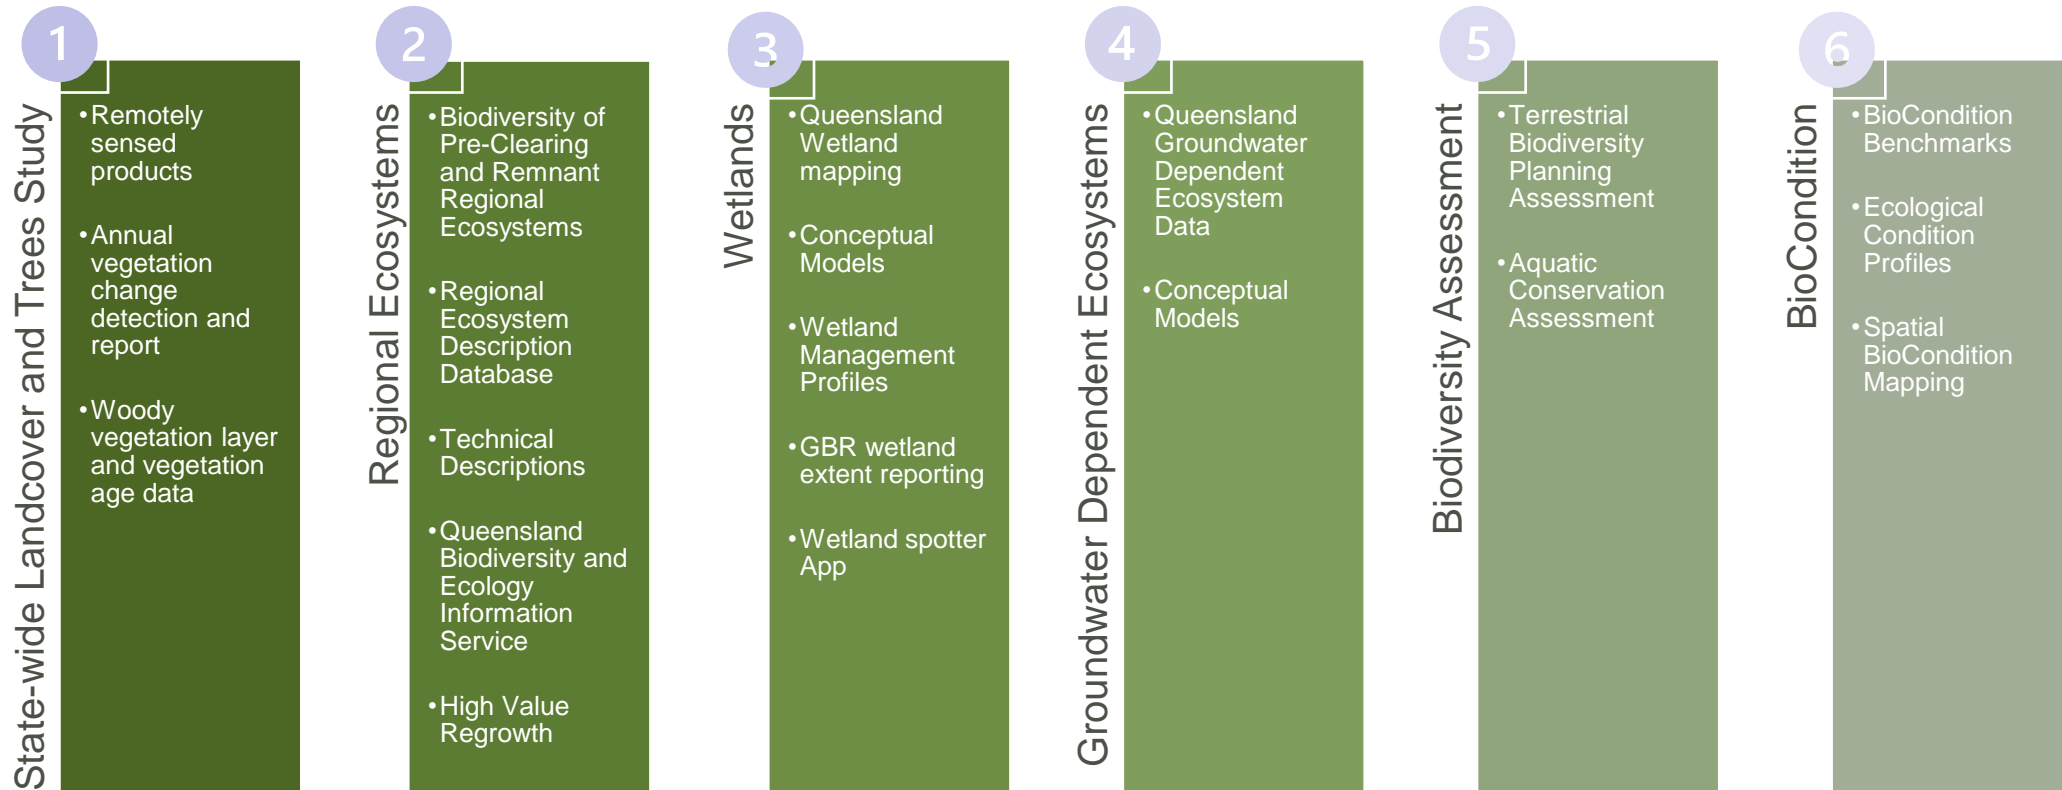 1
State-wide Landcover and Trees Study
•Remotely
sensed
products
•Annual
vegetation
change
detection and
report
•Woody
vegetation layer
and vegetation
age data
2
Regional Ecosystems
•Biodiversity of
Pre-Clearing
and Remnant
Regional
Ecosystems
•Regional
Ecosystem
Description
Database
•Technical
Descriptions
•Queensland
Biodiversity and
Ecology
Information
Service
•High Value
Regrowth
3
Wetlands
•Queensland
Wetland
mapping
•Conceptual
Models
•Wetland
Management
Profiles
•GBR wetland
extent reporting
•Wetland spotter
App
4
Groundwater Dependent Ecosystems
•Queensland
Groundwater
Dependent
Ecosystem
Data
•Conceptual
Models
5
Biodiversity Assessment
•Terrestrial
Biodiversity
Planning
Assessment
•Aquatic
Conservation
Assessment
6
BioCondition
•BioCondition
Benchmarks
•Ecological
Condition
Profiles
•Spatial
BioCondition
Mapping